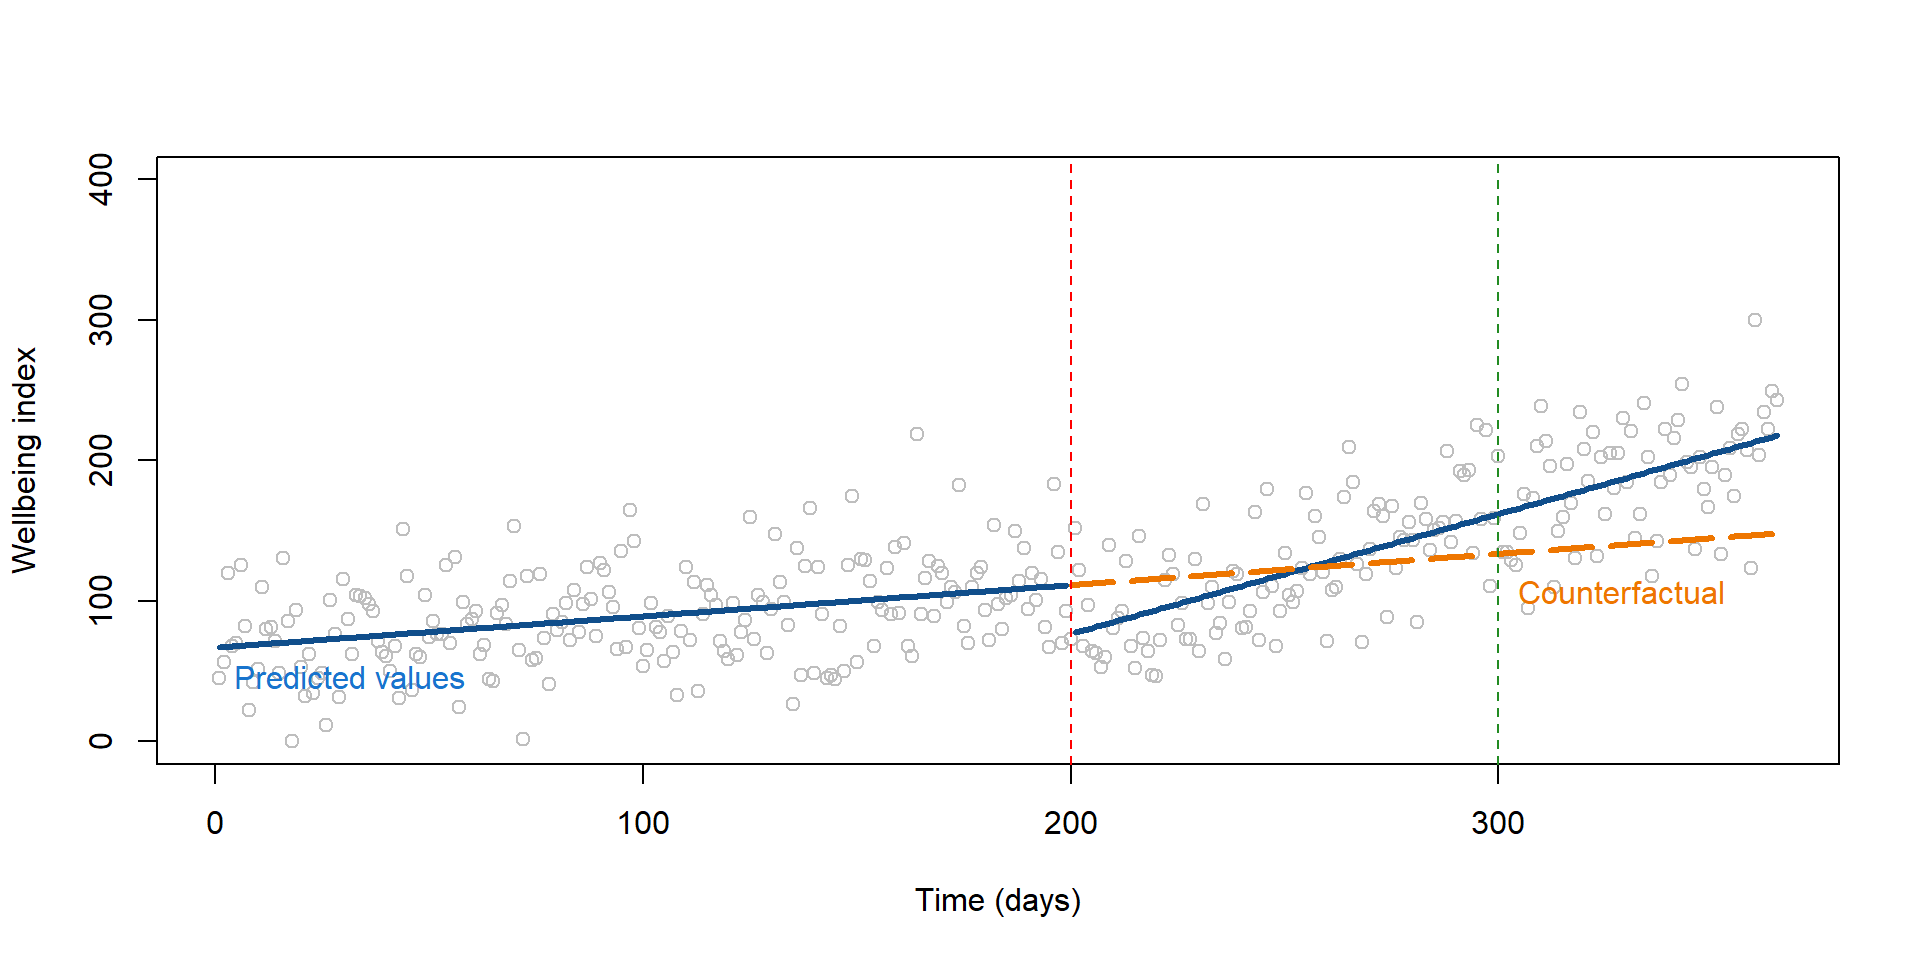 Wellbeing index
400
300
200
100
0
Predicted values
Counterfactual
0 100 200 300
Time (days)